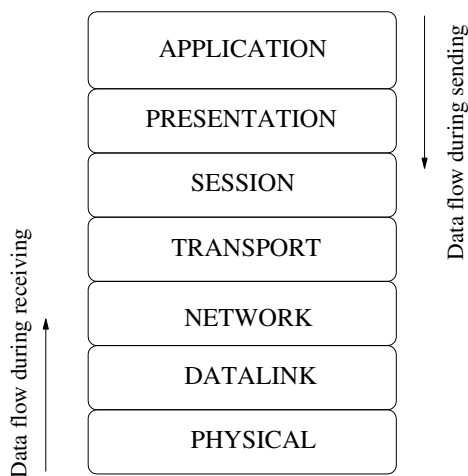 APPLICATION
PRESENTATION
SESSION
TRANSPORT
NETWORK
DATALINK
PHYSICAL
Data flow during sending
Data flow during receiving